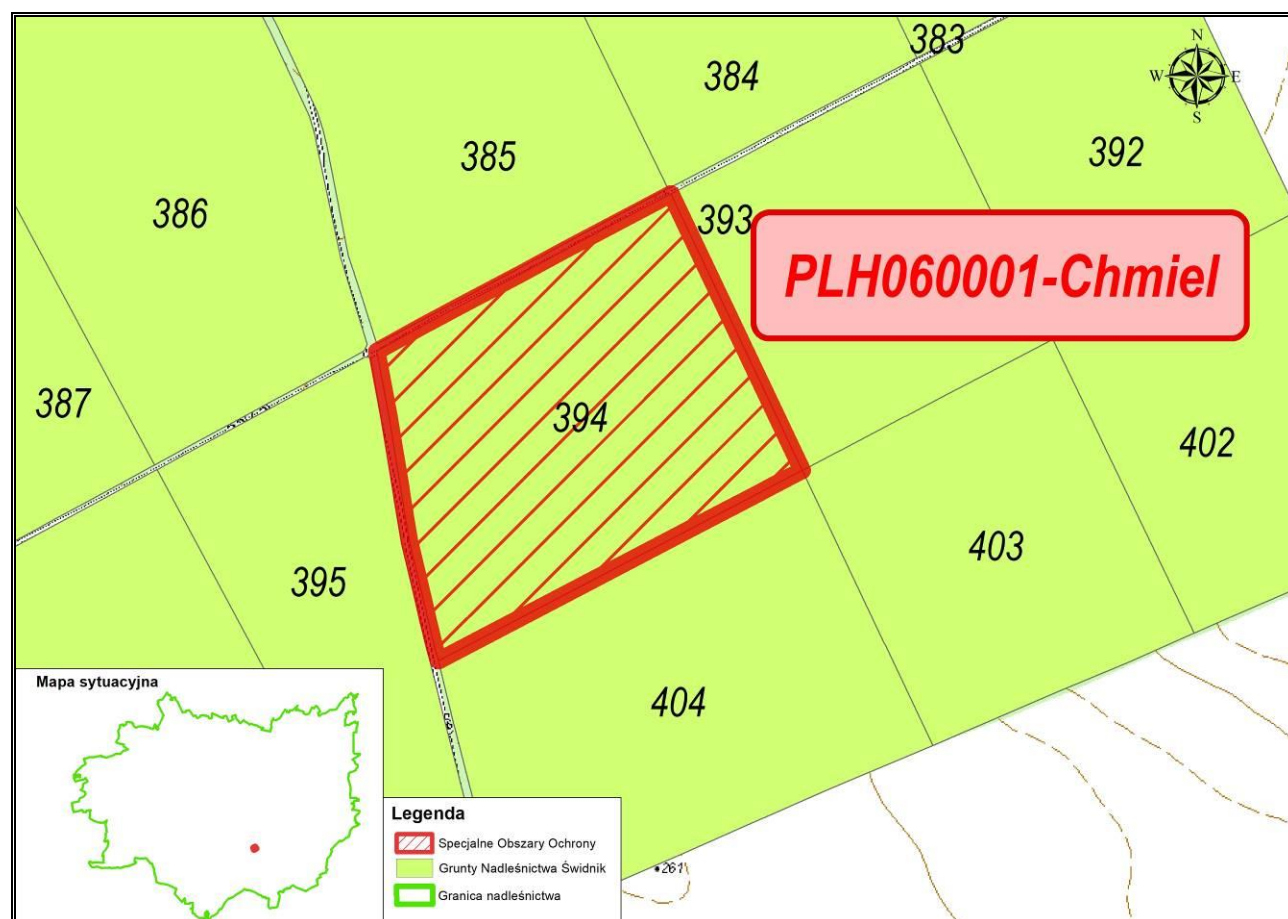 383
N
384
W E
S
392
385
386
393
PLH060001-Chmiel
387
394
402
403
395
404
Mapa sytuacyjna
Legenda
Specjalne Obszary Ochrony
Grunty Nadleśnictwa Świdnik
Granica nadleśnictwa
261